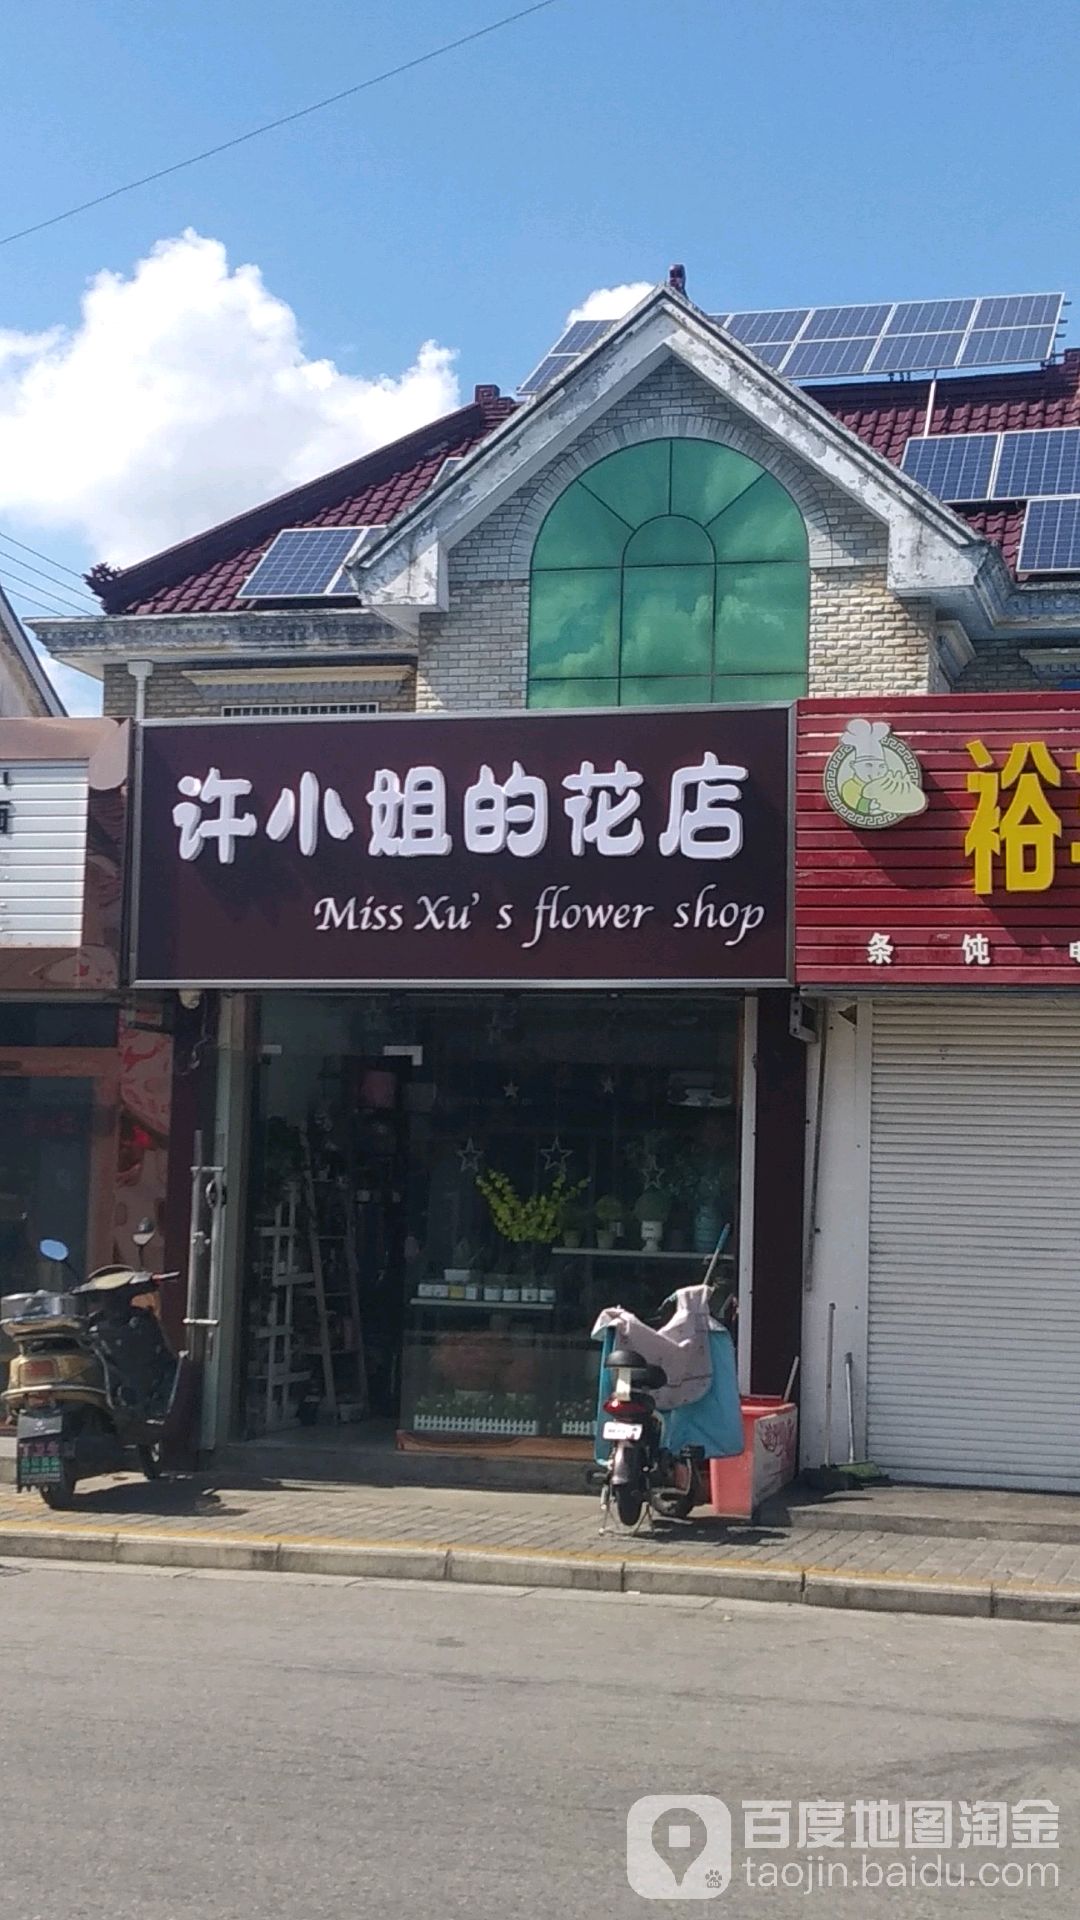 许小姐的花店
Miss Xu's flower shop
裕
条 饨
百度地图淘金
taojin.baidu.com